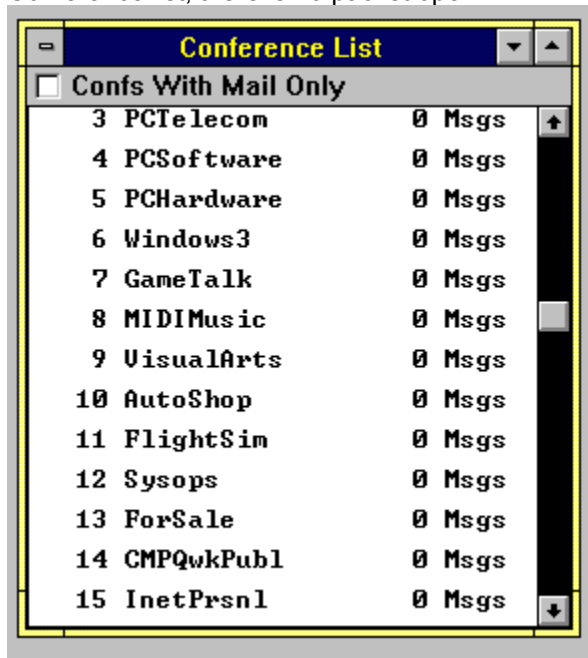 Conference List
Confs With Mail Only
3 PCTelecom 0 Msgs
4 PCSoftware 0 Msgs
5 PCHardware 0 Msgs
6 Windows3 0 Msgs
7 GameTalk 0 Msgs
8 MIDIMusic 0 Msgs
9 VisualArts 0 Msgs
10 AutoShop 0 Msgs
11 FlightSim 0 Msgs
12 Sysops 0 Msgs
13 ForSale 0 Msgs
14 CMPQwkPubl 0 Msgs
15 InetPrsnl 0 Msgs